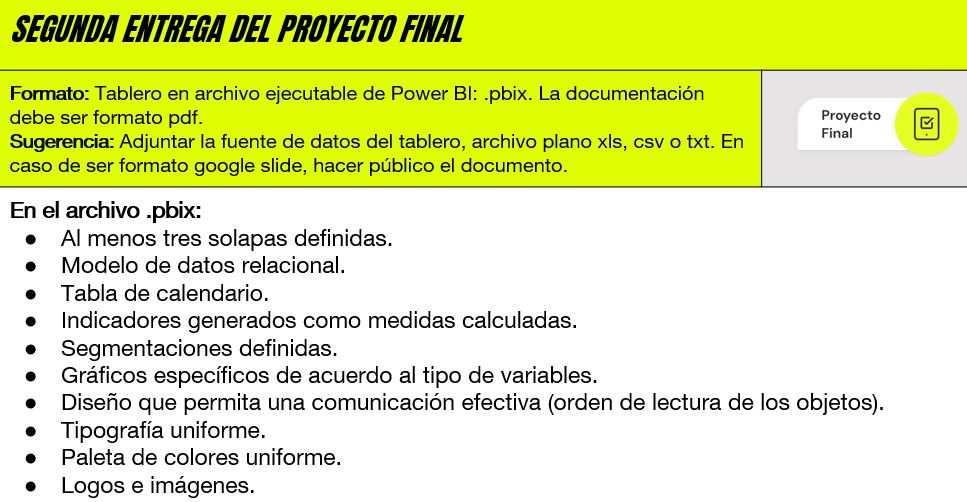 SEGUNDA ENTREGA DEL PROYECTO FINAL
Formato: Tablero en archivo ejecutable de Power BI: .pbix. La documentación
debe ser formato pdf.
Sugerencia: Adjuntar la fuente de datos del tablero, archivo plano xls, csv o txt. En
caso de ser formato google slide, hacer público el documento.
Proyecto
Final
En el archivo .pbix:
● Al menos tres solapas definidas.
● Modelo de datos relacional.
● Tabla de calendario.
● Indicadores generados como medidas calculadas.
● Segmentaciones definidas.
● Gráficos específicos de acuerdo al tipo de variables.
● Diseño que permita una comunicación efectiva (orden de lectura de los objetos).
● Tipografía uniforme.
● Paleta de colores uniforme.
● Logos e imágenes.